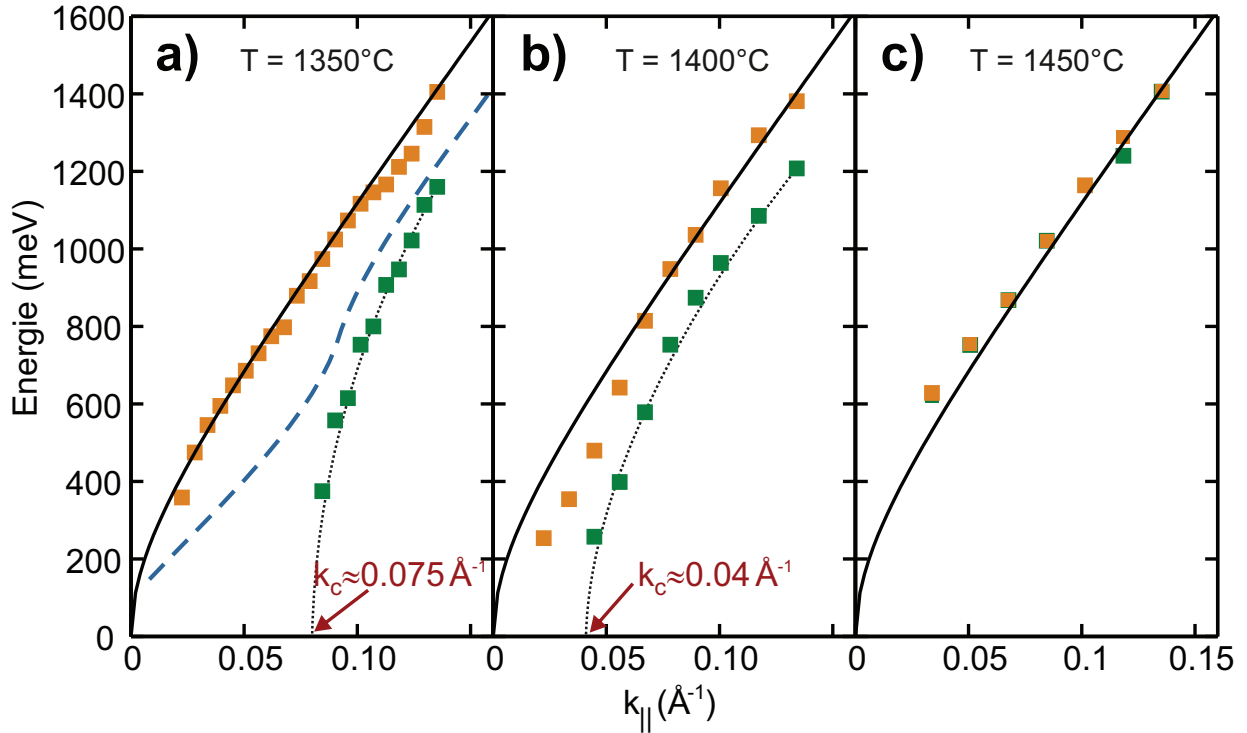 1600
1400
1200
1000
800
600
400
200
0
Energie (meV)
a)
T = 1350°C
k_c≈0.075 Å⁻¹
b)
T = 1400°C
k_c≈0.04 Å⁻¹
c)
T = 1450°C
0 0.05 0.10
0 0.05 0.10
0 0.05 0.10 0.15
k_|| (Å⁻¹)